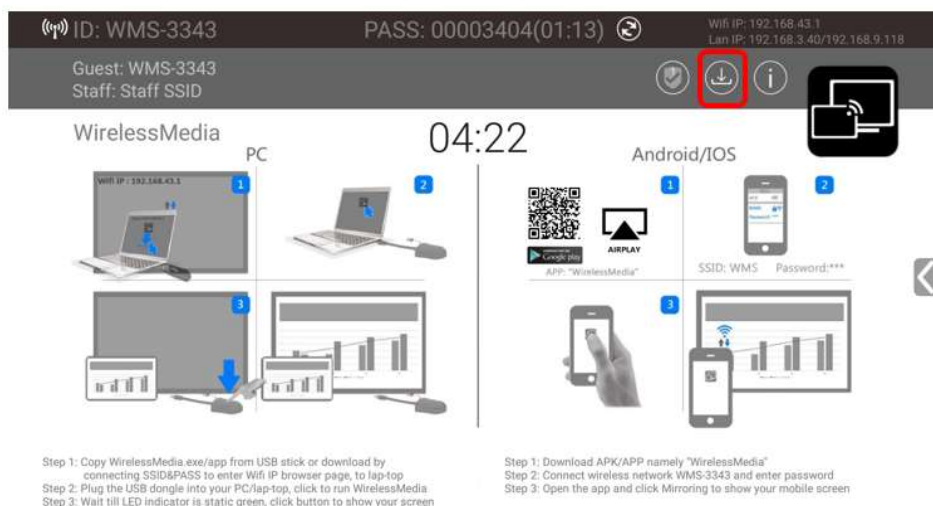 ID: WMS-3343
PASS: 00003404(01:13)
Wifi IP: 192.168.43.1
Lan IP: 192.168.3.40/192.168.9.118
Guest: WMS-3343
Staff: Staff SSID
i
WirelessMedia
04:22
PC
Android/IOS
Wifi IP : 192.168.43.1
1
2
1
2
AIRPLAY
Google play
APP: "WirelessMedia"
SSID: WMS Password:***
3
3
Step 1: Copy WirelessMedia.exe/app from USB stick or download by
connecting SSID&PASS to enter Wifi IP browser page, to lap-top
Step 2: Plug the USB dongle into your PC/lap-top, click to run WirelessMedia
Step 3: Wait till LED indicator is static green, click button to show your screen
Step 1: Download APK/APP namely "WirelessMedia"
Step 2: Connect wireless network WMS-3343 and enter password
Step 3: Open the app and click Mirroring to show your mobile screen